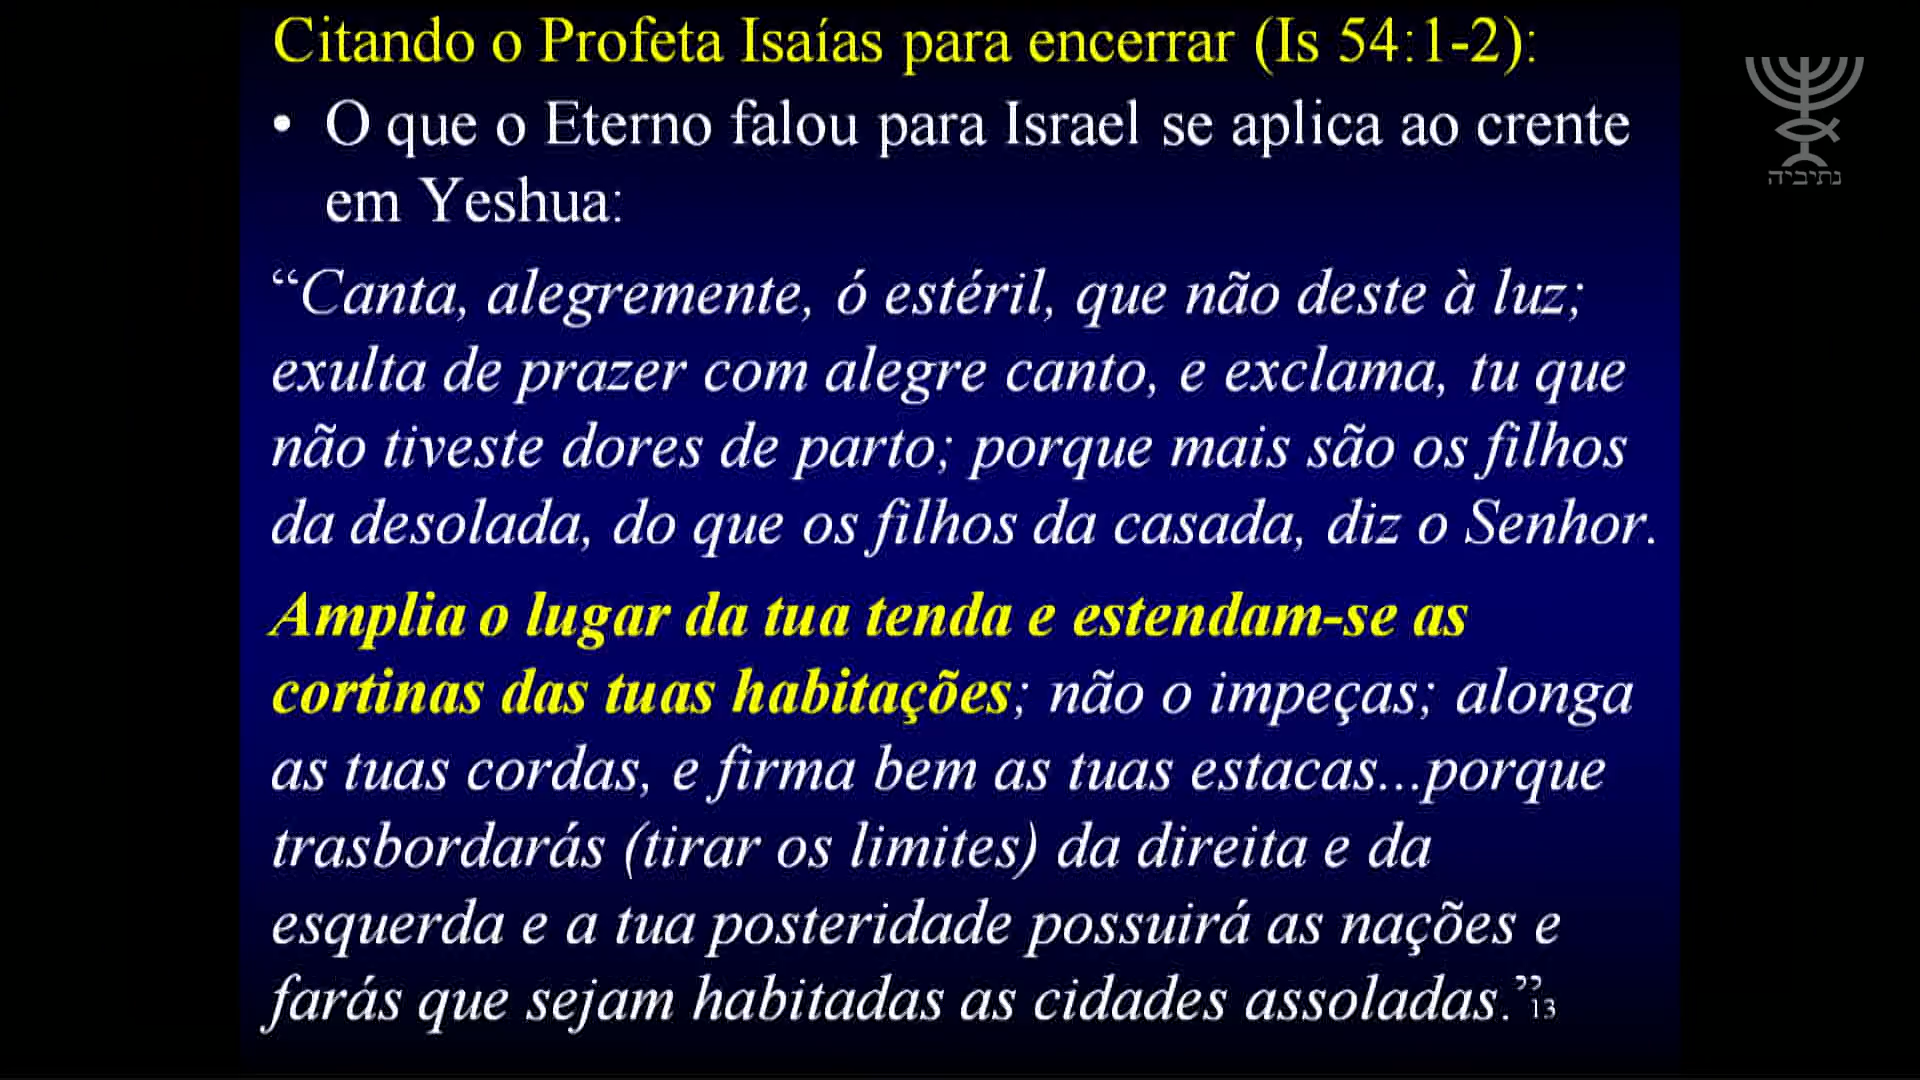 Citando o Profeta Isaías para encerrar (Is 54:1-2):
• O que o Eterno falou para Israel se aplica ao crente
em Yeshua:
“Canta, alegremente, ó estéril, que não deste à luz;
exulta de prazer com alegre canto, e exclama, tu que
não tiveste dores de parto; porque mais são os filhos
da desolada, do que os filhos da casada, diz o Senhor.
Amplia o lugar da tua tenda e estendam-se as
cortinas das tuas habitações; não o impeças; alonga
as tuas cordas, e firma bem as tuas estacas...porque
trasbordarás (tirar os limites) da direita e da
esquerda e a tua posteridade possuirá as nações e
farás que sejam habitadas as cidades assoladas.”
13
נתיביה